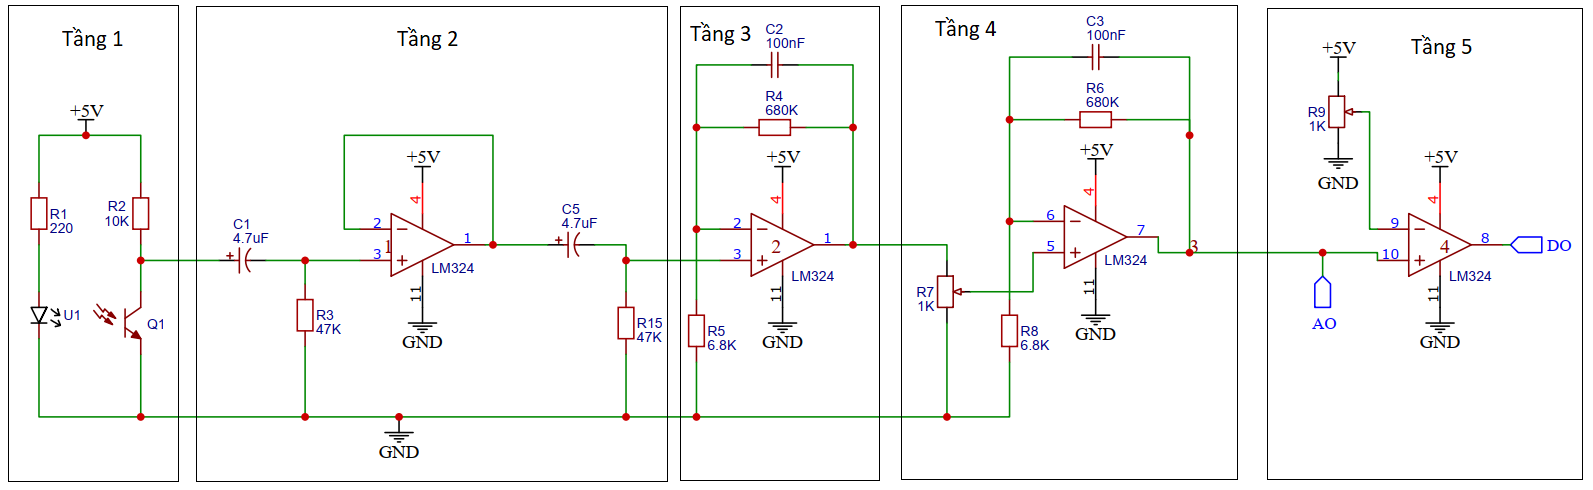 Tầng 1
+5V
R1
220
R2
10K
U1
Q1
Tầng 2
C1
4.7uF
R3
47K
+5V
4
2
3
1
1
LM324
11
GND
C5
4.7uF
R15
47K
GND
Tầng 3
C2
100nF
R4
680K
+5V
4
2
3
2
1
LM324
11
GND
R5
6.8K
Tầng 4
C3
100nF
R6
680K
+5V
4
6
5
7
3
LM324
11
GND
R7
1K
R8
6.8K
Tầng 5
+5V
R9
1K
GND
+5V
4
9
10
4
8
LM324
11
GND
DO
AO